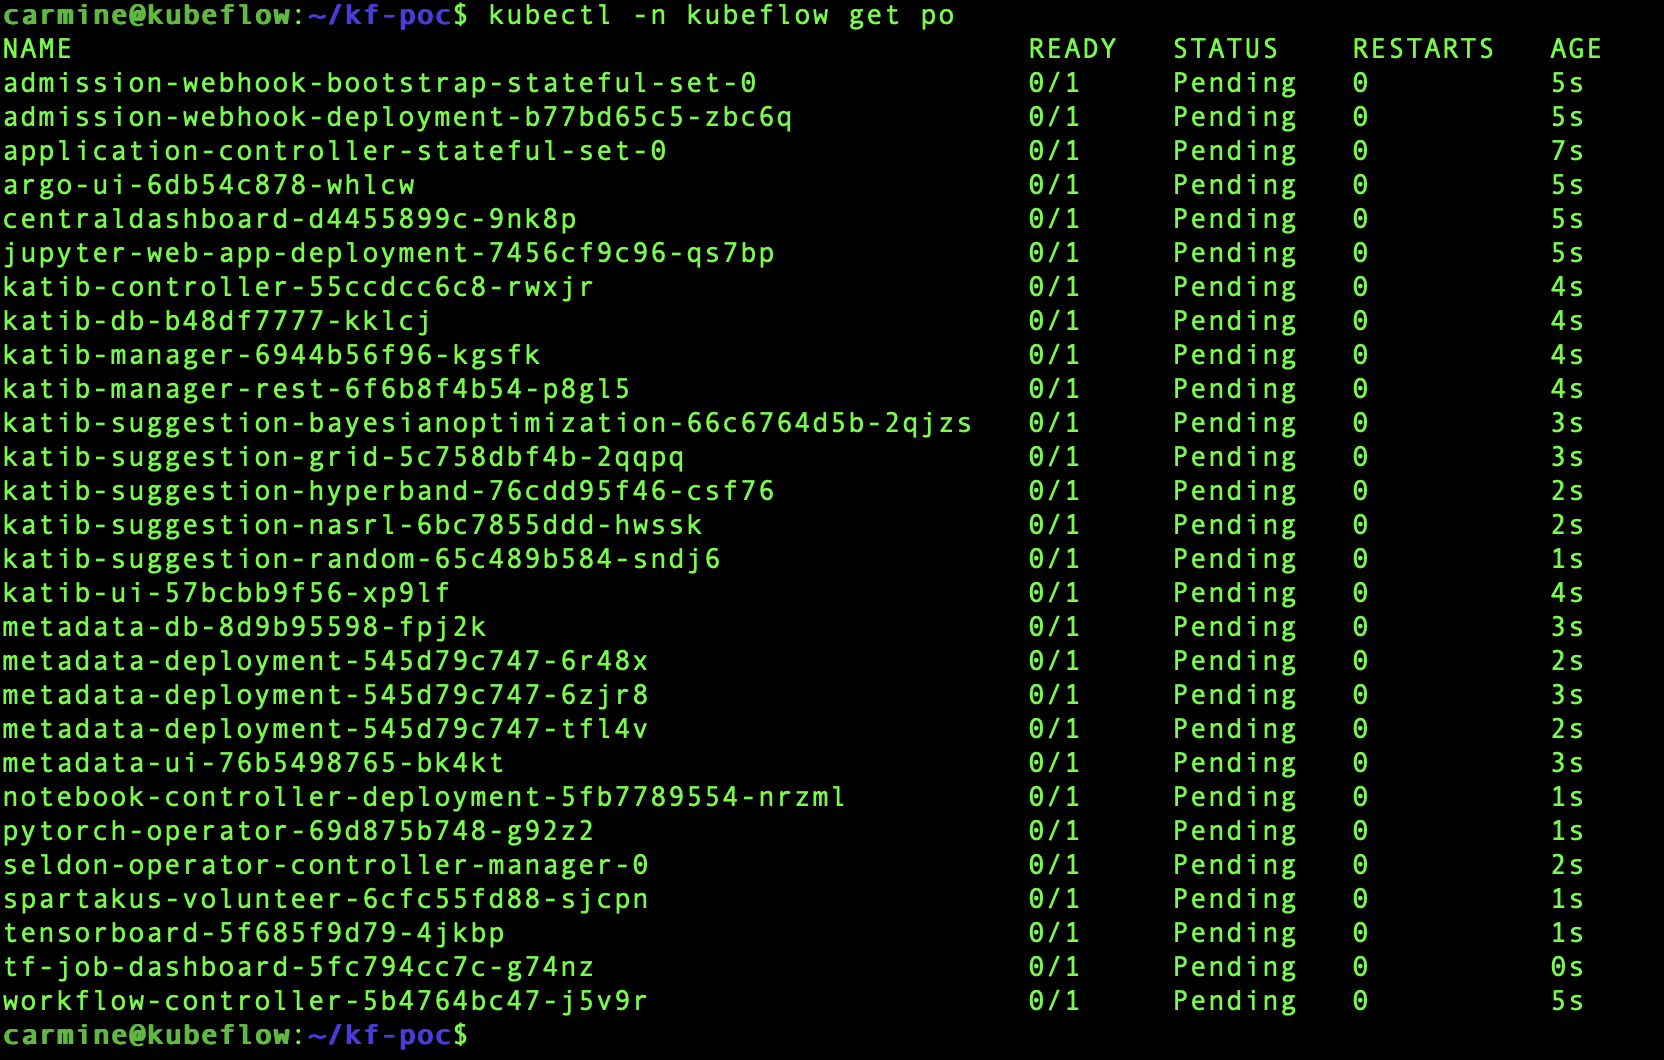 carmine@kubeflow:~/kf-poc$ kubectl -n kubeflow get po
NAME READY STATUS RESTARTS AGE
admission-webhook-bootstrap-stateful-set-0 0/1 Pending 0 5s
admission-webhook-deployment-b77bd65c5-zbc6q 0/1 Pending 0 5s
application-controller-stateful-set-0 0/1 Pending 0 7s
argo-ui-6db54c878-whlcw 0/1 Pending 0 5s
centraldashboard-d4455899c-9nk8p 0/1 Pending 0 5s
jupyter-web-app-deployment-7456cf9c96-qs7bp 0/1 Pending 0 5s
katib-controller-55ccdcc6c8-rwxjr 0/1 Pending 0 4s
katib-db-b48df7777-kklcj 0/1 Pending 0 4s
katib-manager-6944b56f96-kgsfk 0/1 Pending 0 4s
katib-manager-rest-6f6b8f4b54-p8gl5 0/1 Pending 0 4s
katib-suggestion-bayesianoptimization-66c6764d5b-2qjzs 0/1 Pending 0 3s
katib-suggestion-grid-5c758dbf4b-2qqpq 0/1 Pending 0 3s
katib-suggestion-hyperband-76cdd95f46-csf76 0/1 Pending 0 2s
katib-suggestion-nasrl-6bc7855ddd-hwssk 0/1 Pending 0 2s
katib-suggestion-random-65c489b584-sndj6 0/1 Pending 0 1s
katib-ui-57bcbb9f56-xp9lf 0/1 Pending 0 4s
metadata-db-8d9b95598-fpj2k 0/1 Pending 0 3s
metadata-deployment-545d79c747-6r48x 0/1 Pending 0 2s
metadata-deployment-545d79c747-6zjr8 0/1 Pending 0 3s
metadata-deployment-545d79c747-tfl4v 0/1 Pending 0 2s
metadata-ui-76b5498765-bk4kt 0/1 Pending 0 3s
notebook-controller-deployment-5fb7789554-nrzml 0/1 Pending 0 1s
pytorch-operator-69d875b748-g92z2 0/1 Pending 0 1s
seldon-operator-controller-manager-0 0/1 Pending 0 2s
spartakus-volunteer-6cfc55fd88-sjcpn 0/1 Pending 0 1s
tensorboard-5f685f9d79-4jkbp 0/1 Pending 0 1s
tf-job-dashboard-5fc794cc7c-g74nz 0/1 Pending 0 0s
workflow-controller-5b4764bc47-j5v9r 0/1 Pending 0 5s
carmine@kubeflow:~/kf-poc$